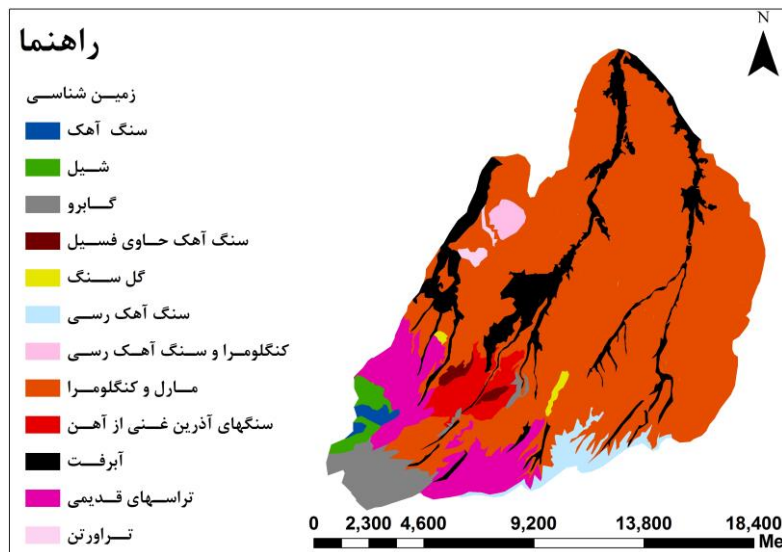 راهنما
زمین شناسی
سنگ آهک
شیل
گابرو
سنگ آهک حاوی فسیل
گل سنگ
سنگ آهک رسی
کنگلومرا و سنگ آهک رسی
مارل و کنگلومرا
سنگهای آذرین غنی از آهن
آبرفت
تراسهای قدیمی
تراورتن
N
0 2,300 4,600 9,200 13,800 18,400
Me